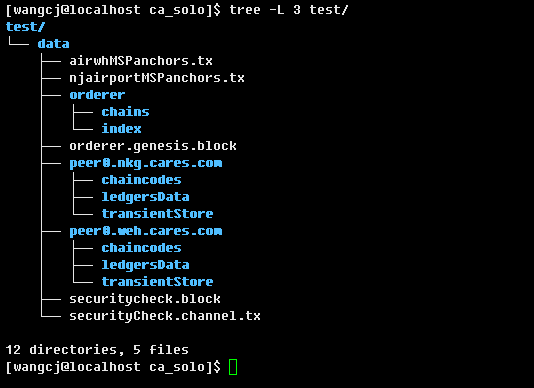 [wangcj@localhost ca_solo]$ tree -L 3 test/
test/
└── data
    ├── airwhMSPanchors.tx
    ├── njairportMSPanchors.tx
    ├── orderer
    │   ├── chains
    │   └── index
    ├── orderer.genesis.block
    ├── peer0.nkg.cares.com
    │   ├── chaincodes
    │   ├── ledgersData
    │   └── transientStore
    ├── peer0.weh.cares.com
    │   ├── chaincodes
    │   ├── ledgersData
    │   └── transientStore
    ├── securitycheck.block
    └── securityCheck.channel.tx
12 directories, 5 files
[wangcj@localhost ca_solo]$